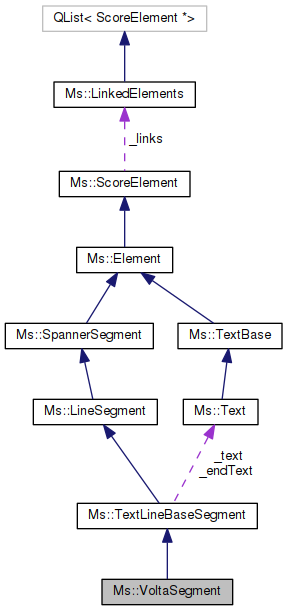 QList< ScoreElement *>
Ms::LinkedElements
_links
Ms::ScoreElement
Ms::Element
Ms::SpannerSegment
Ms::TextBase
Ms::LineSegment
Ms::Text
_text
_endText
Ms::TextLineBaseSegment
Ms::VoltaSegment